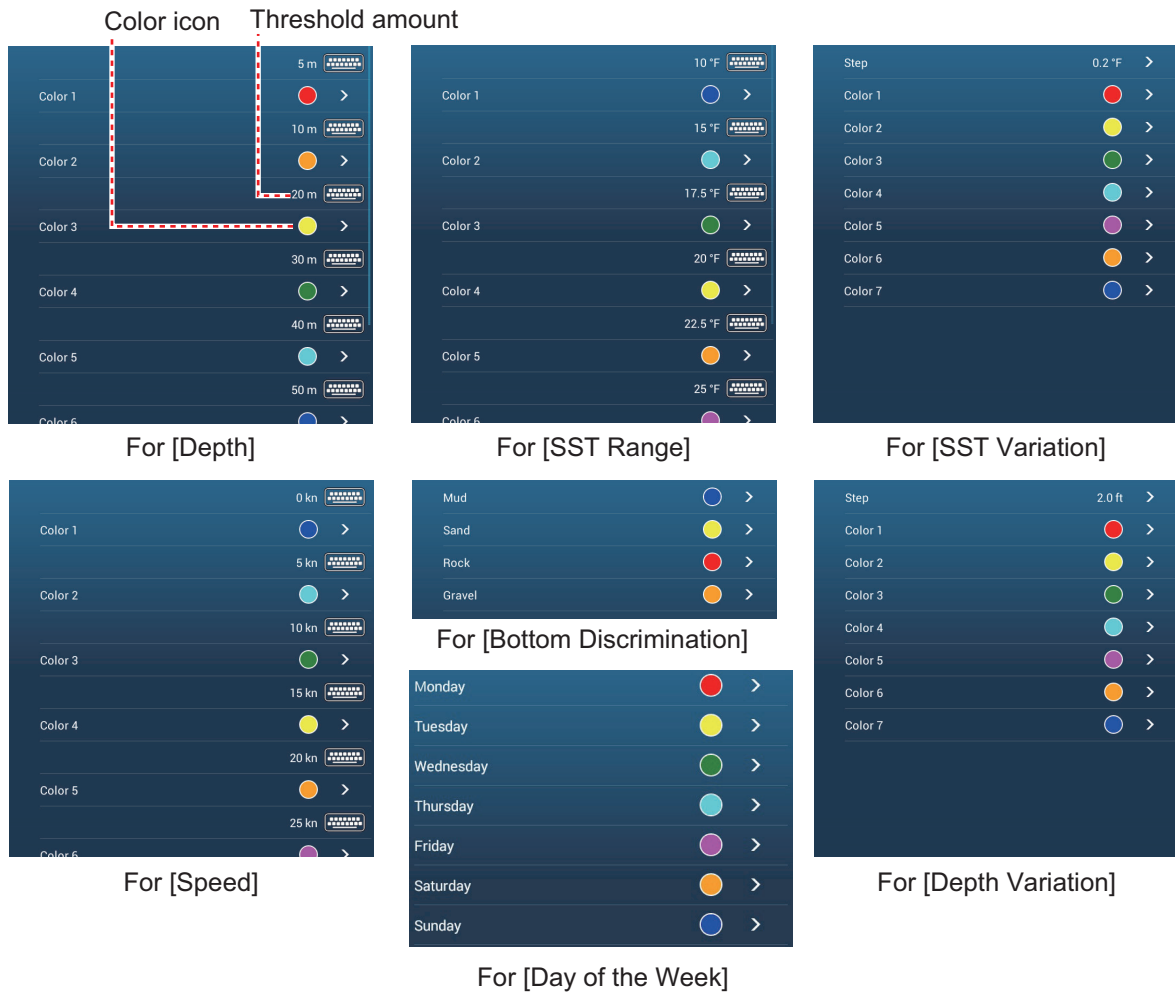 Color icon
Threshold amount
5 m
Color 1
10 m
Color 2
20 m
Color 3
30 m
Color 4
40 m
Color 5
50 m
Color 6
For [Depth]
10 °F
Color 1
15 °F
Color 2
17.5 °F
Color 3
20 °F
Color 4
22.5 °F
Color 5
25 °F
Color 6
For [SST Range]
Step 0.2 °F
Color 1
Color 2
Color 3
Color 4
Color 5
Color 6
Color 7
For [SST Variation]
0 kn
Color 1
5 kn
Color 2
10 kn
Color 3
15 kn
Color 4
20 kn
Color 5
25 kn
Color 6
For [Speed]
Mud
Sand
Rock
Gravel
For [Bottom Discrimination]
Monday
Tuesday
Wednesday
Thursday
Friday
Saturday
Sunday
For [Day of the Week]
Step 2.0 ft
Color 1
Color 2
Color 3
Color 4
Color 5
Color 6
Color 7
For [Depth Variation]